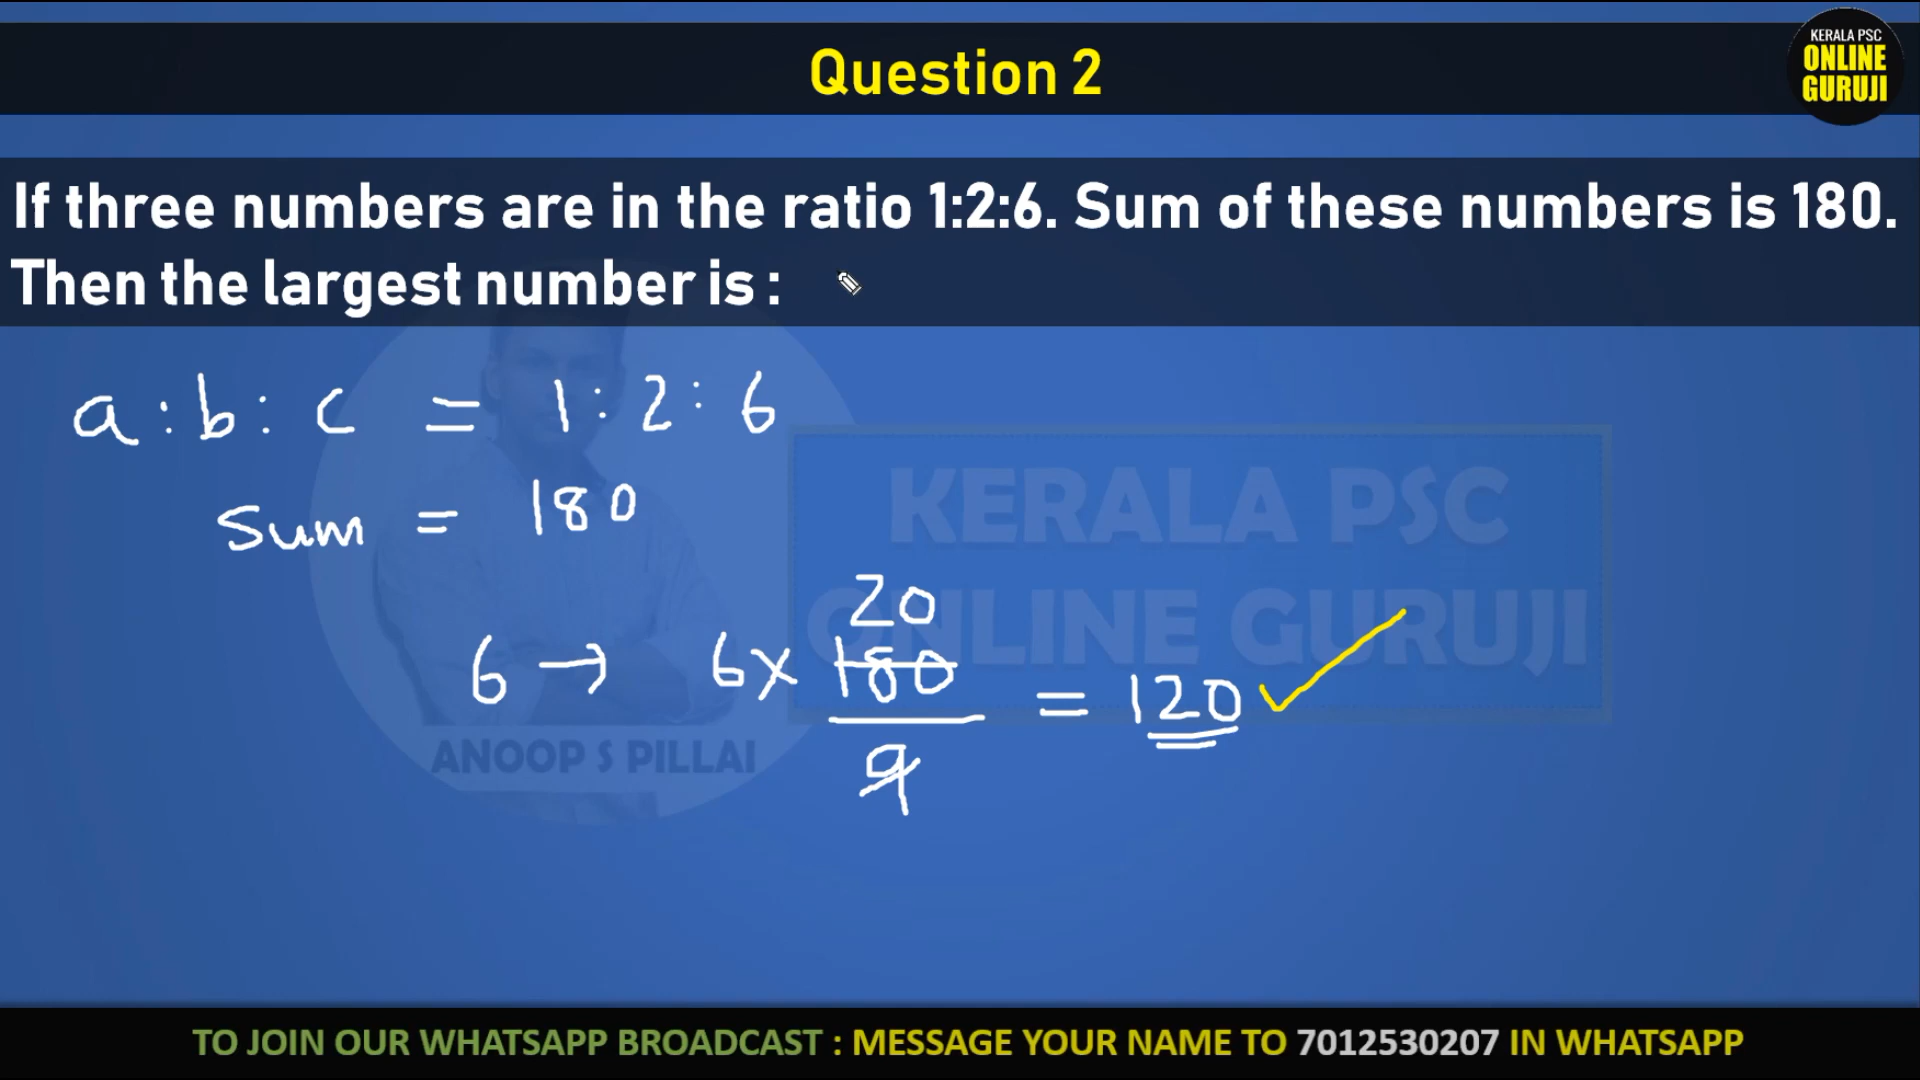 Question 2
KERALA PSC
ONLINE
GURUJI
If three numbers are in the ratio 1:2:6. Sum of these numbers is 180.
Then the largest number is :
a : b : c = 1 : 2 : 6
Sum = 180
KERALA PSC
ONLINE GURUJI
20
6 → 6 x 180 = 120
9
ANOOP S PILLAI
TO JOIN OUR WHATSAPP BROADCAST : MESSAGE YOUR NAME TO 7012530207 IN WHATSAPP